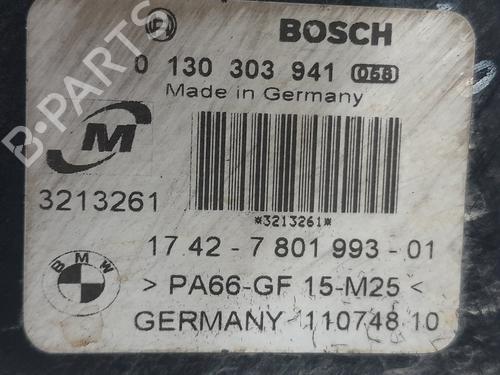 BOSCH
0 130 303 941 058
Made in Germany
M
3213261
*3213261*
17 42 - 7 801 993 - 01
BMW
> PA66-GF 15-M25 <
GERMANY 110748 10
B-PARTS